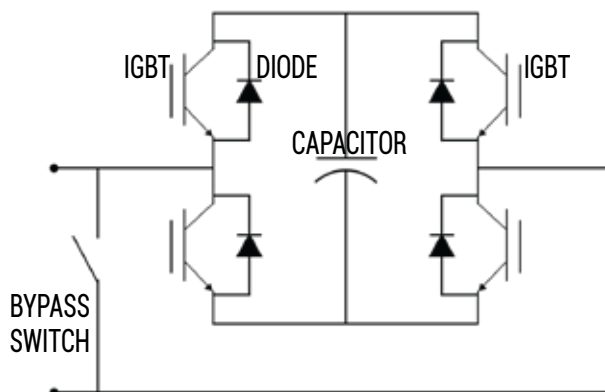 IGBT
DIODE
IGBT
CAPACITOR
BYPASS
SWITCH